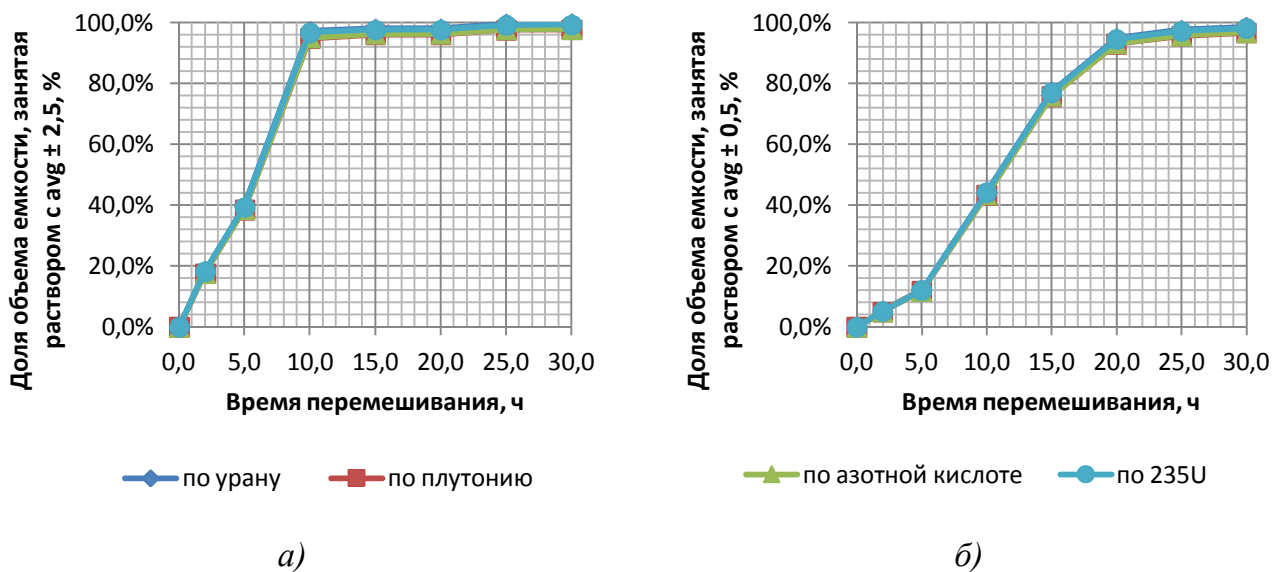 Доля объема емкости, занятая
раствором с avg ± 2,5, %
100,0%
80,0%
60,0%
40,0%
20,0%
0,0%
0,0 5,0 10,0 15,0 20,0 25,0 30,0
Время перемешивания, ч
Доля объема емкости, занятая
раствором с avg ± 0,5, %
100,0%
80,0%
60,0%
40,0%
20,0%
0,0%
0,0 5,0 10,0 15,0 20,0 25,0 30,0
Время перемешивания, ч
по урану по плутонию по азотной кислоте по 235U
а) б)